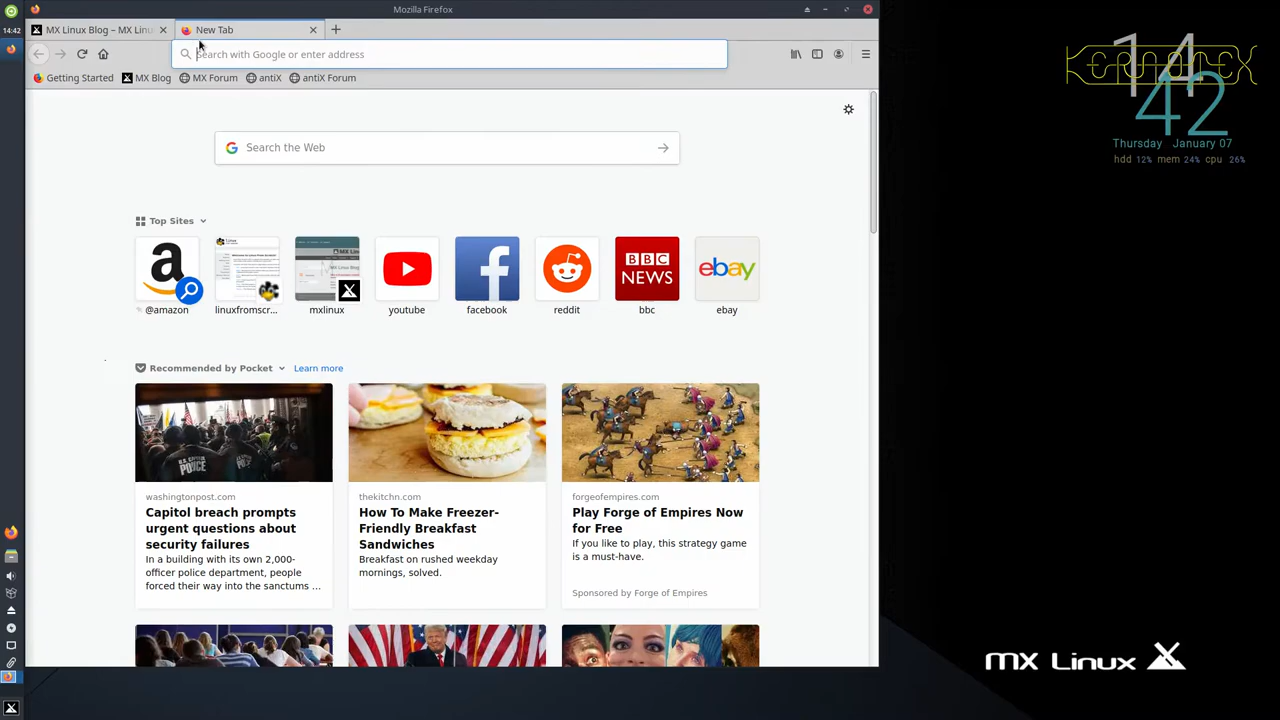 14:42
Mozilla Firefox
MX Linux Blog – MX Linu
New Tab
Search with Google or enter address
Getting Started
MX Blog
MX Forum
antiX
antiX Forum
Search the Web
Top Sites
@amazon
linuxfromscr...
mxlinux
youtube
facebook
reddit
BBC
NEWS
bbc
ebay
ebay
Recommended by Pocket
Learn more
washingtonpost.com
Capitol breach prompts
urgent questions about
security failures
In a building with its own 2,000-
officer police department, people
forced their way into the sanctums ...
thekitchn.com
How To Make Freezer-
Friendly Breakfast
Sandwiches
Breakfast on rushed weekday
mornings, solved.
forgeofempires.com
Play Forge of Empires Now
for Free
If you like to play, this strategy game
is a must-have.
Sponsored by Forge of Empires
14
42
Thursday January 07
hdd 12% mem 24% cpu 26%
MX Linux